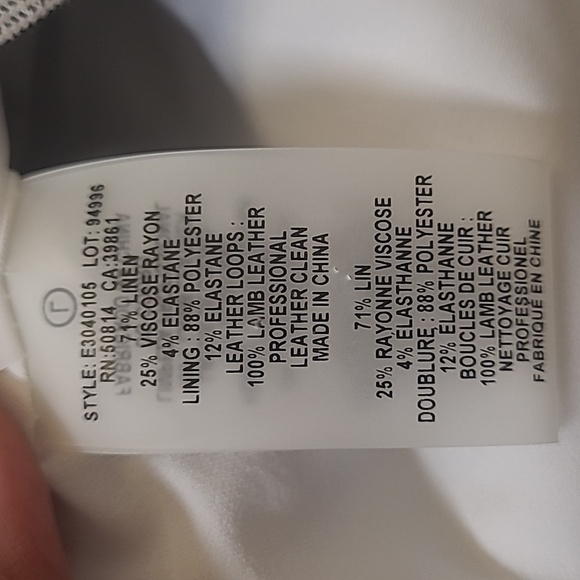 L
STYLE: E3040105 LOT: 94996
RN:50814 CA:39861
71% LINEN
25% VISCOSE RAYON
4% ELASTANE
LINING : 88% POLYESTER
12% ELASTANE
LEATHER LOOPS :
100% LAMB LEATHER
PROFESSIONAL
LEATHER CLEAN
MADE IN CHINA
71% LIN
25% RAYONNE VISCOSE
4% ELASTHANNE
DOUBLURE : 88% POLYESTER
12% ELASTHANNE
BOUCLES DE CUIR :
100% LAMB LEATHER
NETTOYAGE CUIR
PROFESSIONEL
FABRIQUÉ EN CHINE